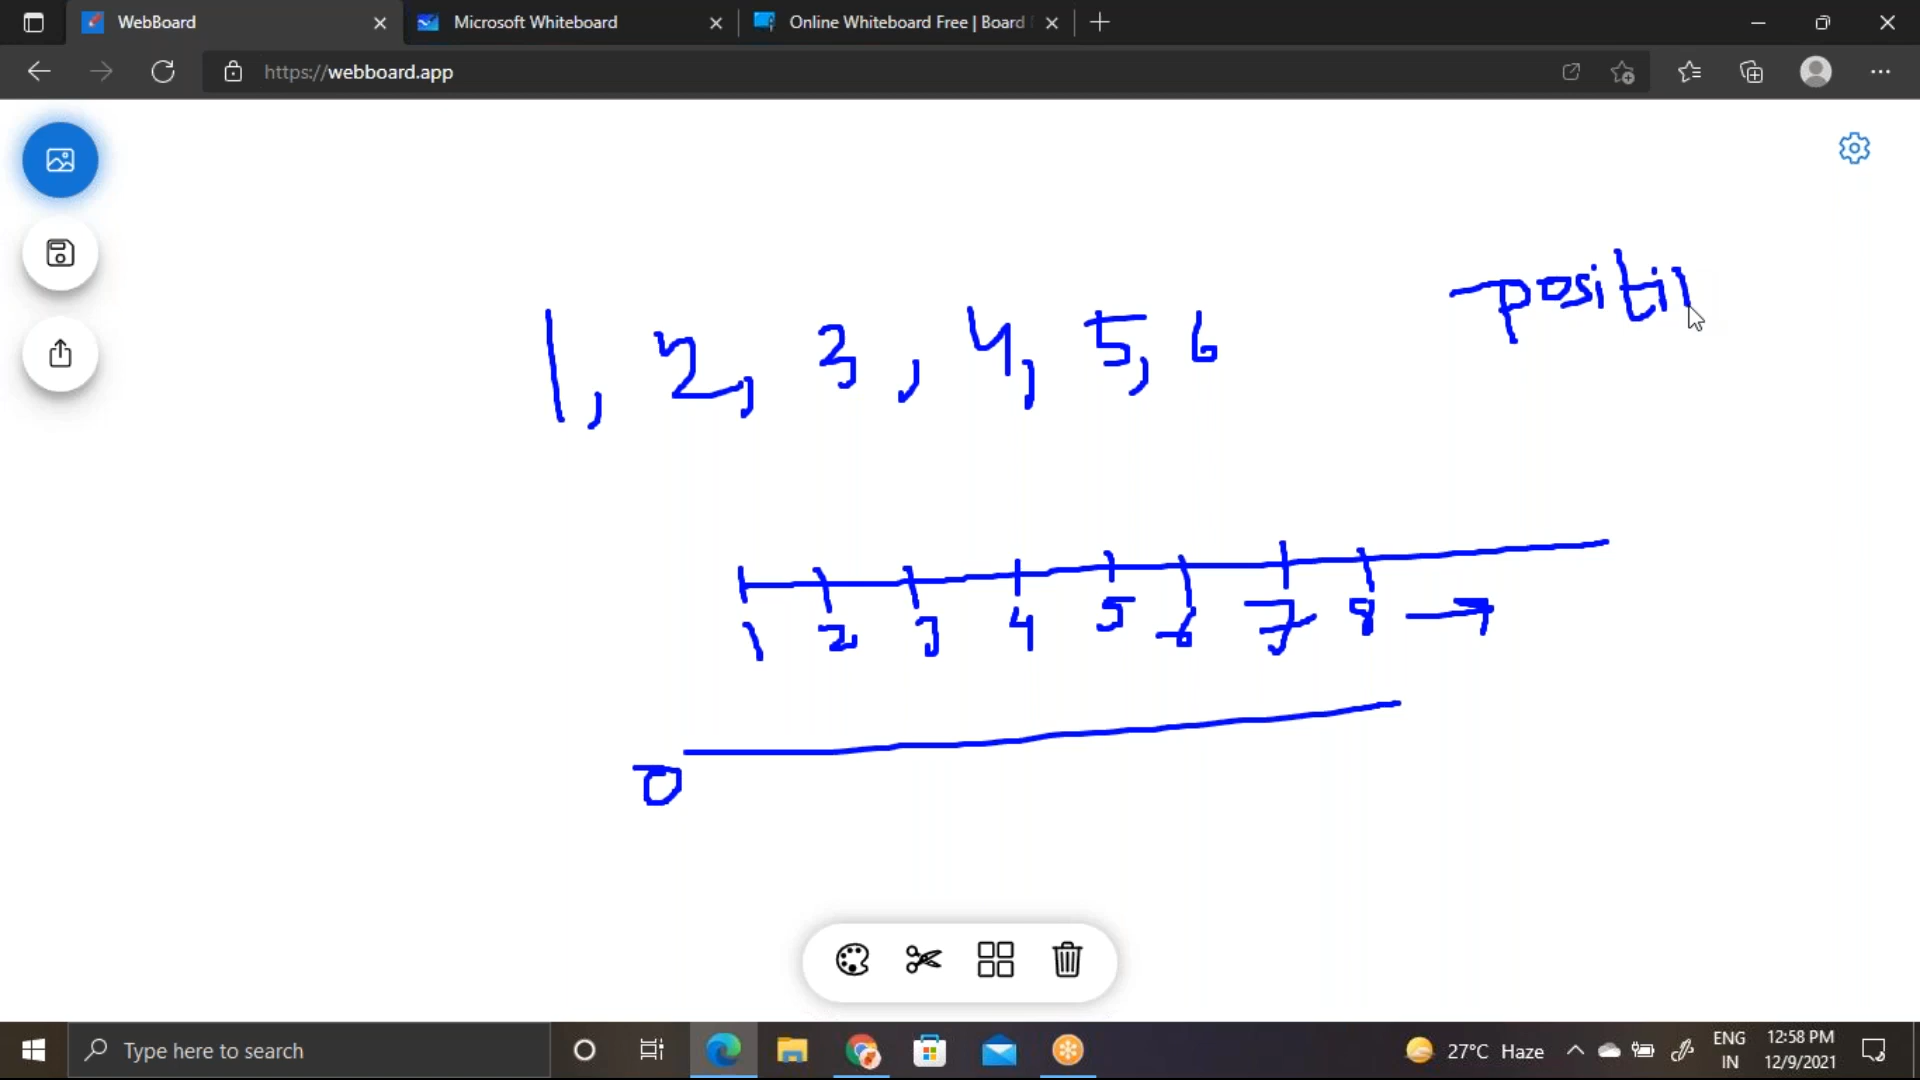 WebBoard
Microsoft Whiteboard
Online Whiteboard Free | Board
https://webboard.app
positi
1, 2, 3, 4, 5, 6
1 2 3 4 5 6 7 8 →
0
Type here to search
27°C Haze
ENG
IN
12:58 PM
12/9/2021